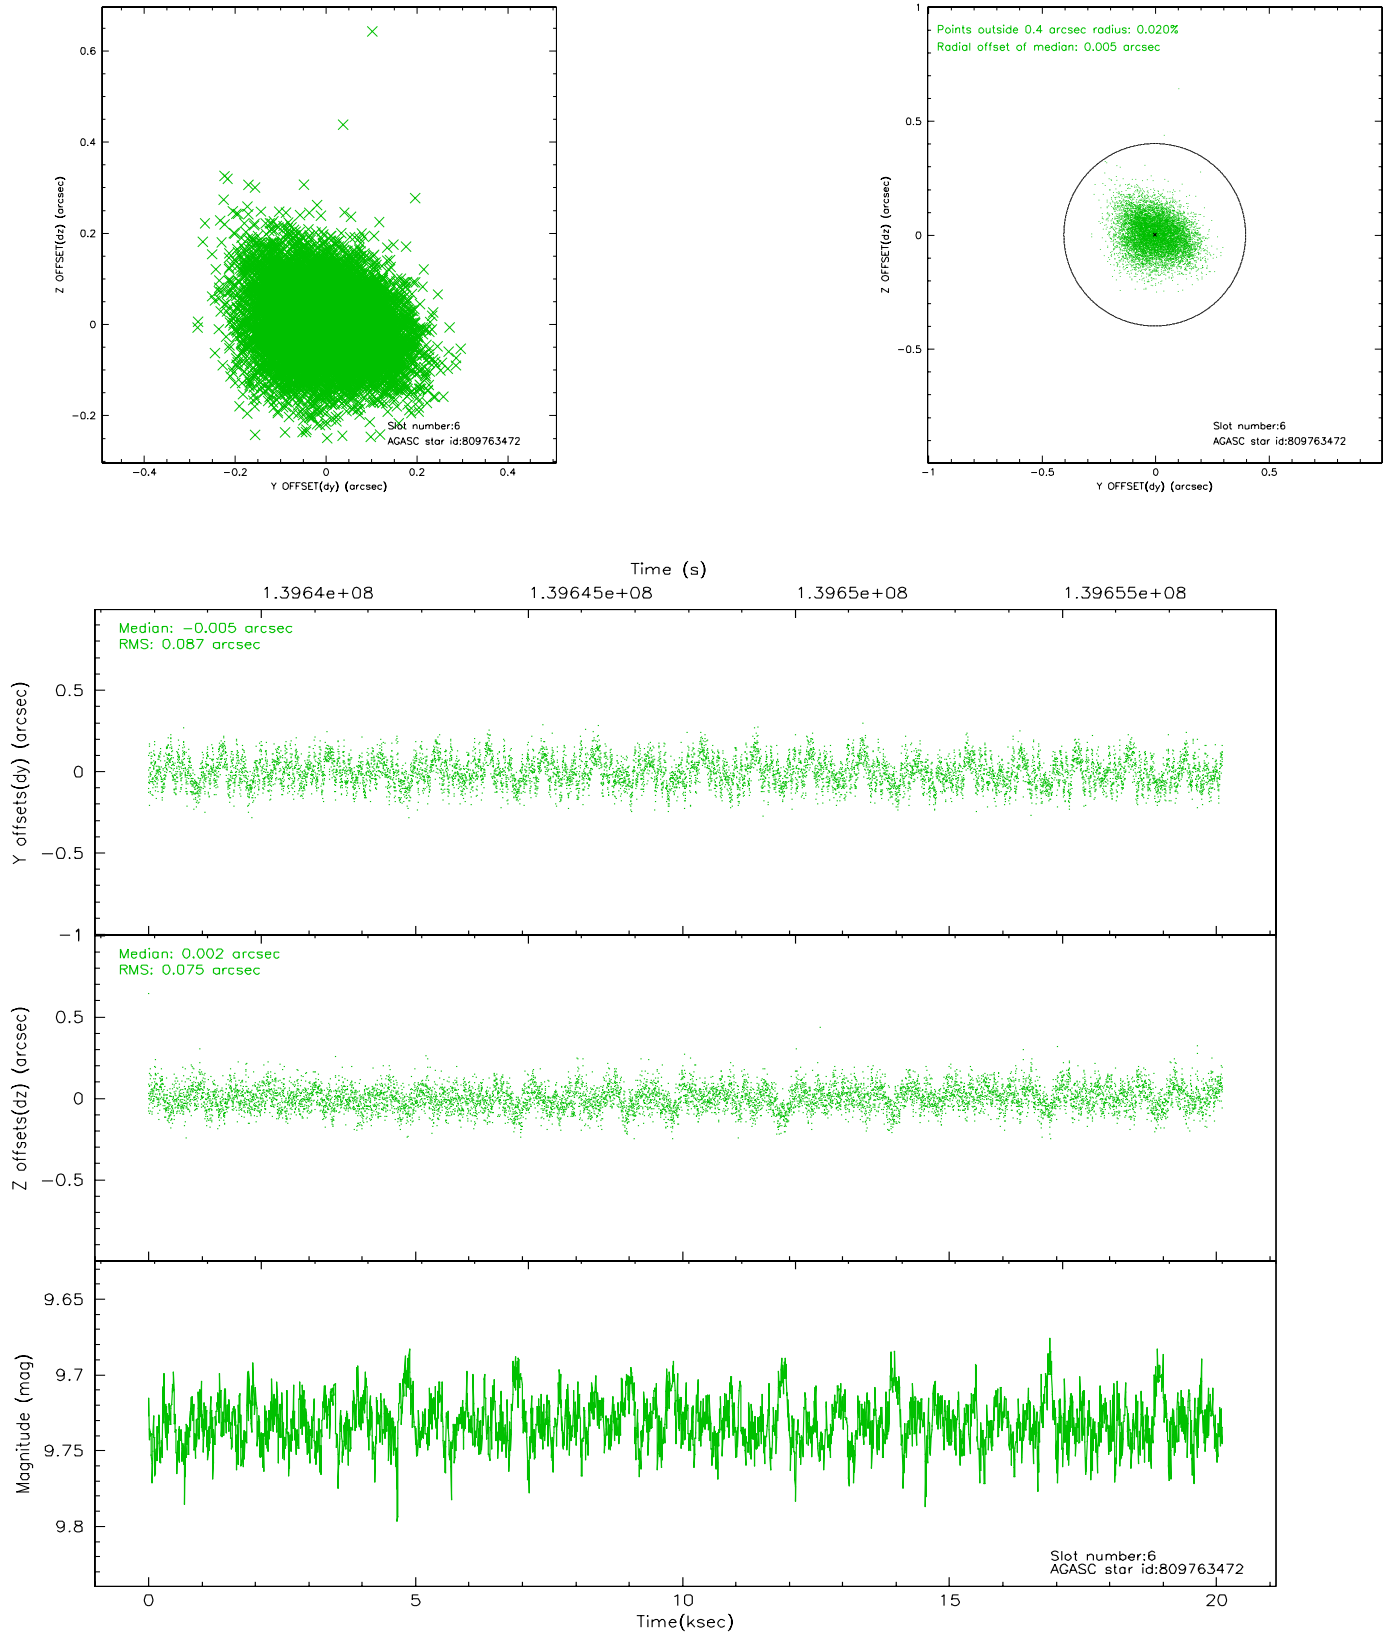 0.6
0.4
0.2
0
−0.2
Z OFFSET(dz) (arcsec)
Slot number:6
AGASC star id:809763472
−0.4
−0.2
0
0.2
0.4
Y OFFSET(dy) (arcsec)
Points outside 0.4 arcsec radius: 0.020%
Radial offset of median: 0.005 arcsec
1
0.5
0
−0.5
Z OFFSET(dz) (arcsec)
Slot number:6
AGASC star id:809763472
−1
−0.5
0
0.5
Y OFFSET(dy) (arcsec)
Time (s)
1.3964e+08
1.39645e+08
1.3965e+08
1.39655e+08
Median: −0.005 arcsec
RMS: 0.087 arcsec
0.5
0
−0.5
−1
Y offsets(dy) (arcsec)
Median: 0.002 arcsec
RMS: 0.075 arcsec
0.5
0
−0.5
Z offsets(dz) (arcsec)
9.65
9.7
9.75
9.8
Magnitude (mag)
Slot number:6
AGASC star id:809763472
0
5
10
15
20
Time(ksec)